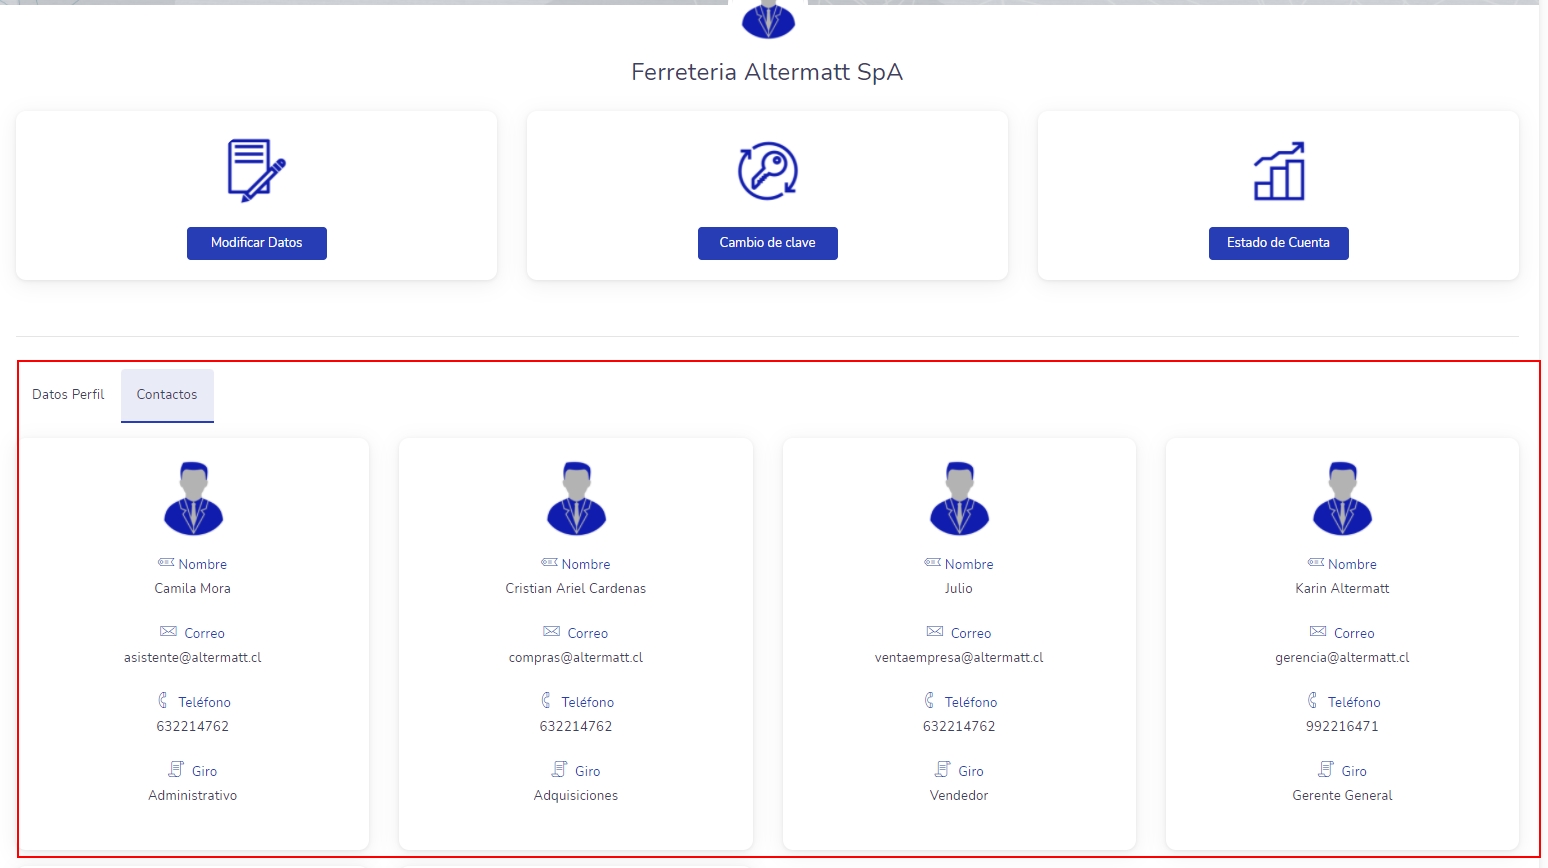 Ferreteria Altermatt SpA
Modificar Datos
Cambio de clave
Estado de Cuenta
Datos Perfil
Contactos
Nombre
Camila Mora
Correo
asistente@altermatt.cl
Teléfono
632214762
Giro
Administrativo
Nombre
Cristian Ariel Cardenas
Correo
compras@altermatt.cl
Teléfono
632214762
Giro
Adquisiciones
Nombre
Julio
Correo
ventaempresa@altermatt.cl
Teléfono
632214762
Giro
Vendedor
Nombre
Karin Altermatt
Correo
gerencia@altermatt.cl
Teléfono
992216471
Giro
Gerente General